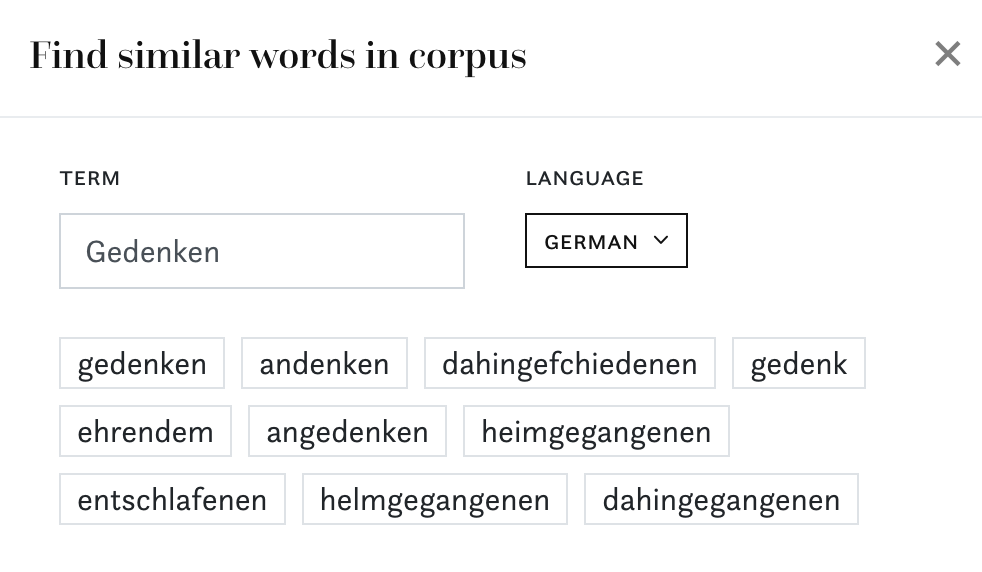 Find similar words in corpus
TERM
LANGUAGE
Gedenken
GERMAN
gedenken andenken dahingefchiedenen gedenk
ehrendem angedenken heimgegangenen
entschlafenen helmgegangenen dahingegangenen